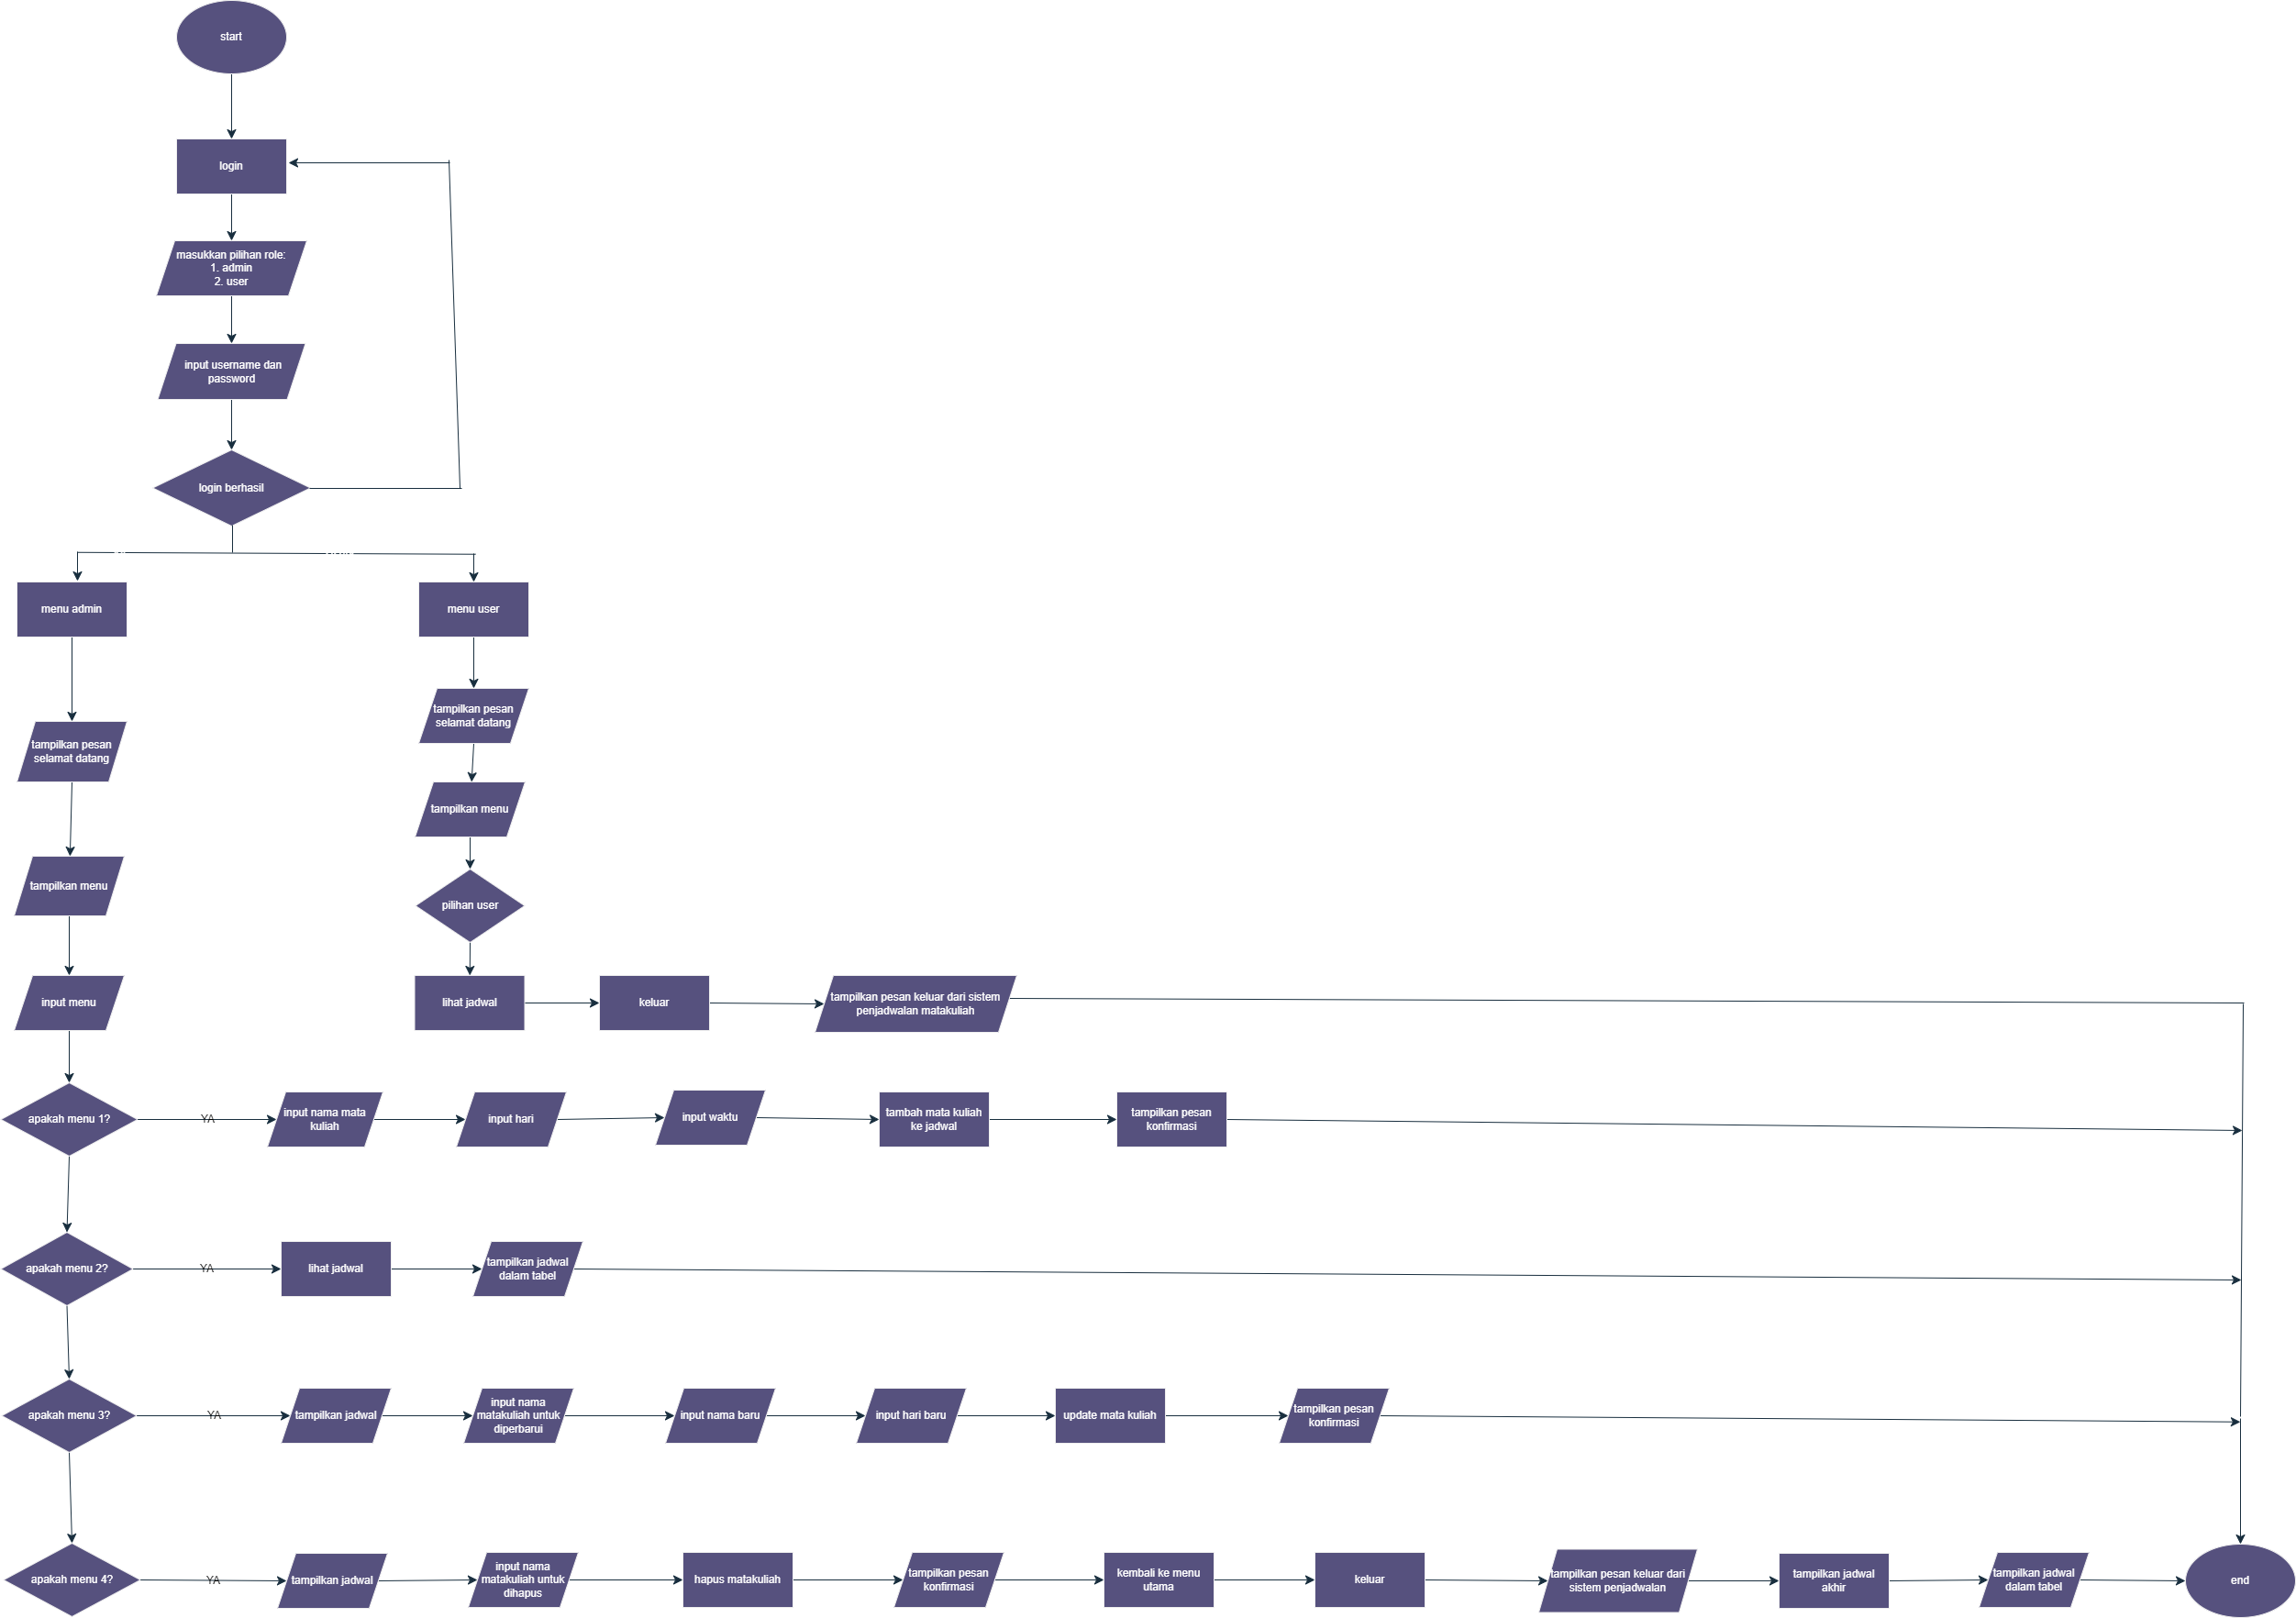 start
login
masukkan pilihan role:
1. admin
2. user
input username dan
password
login berhasil
menu admin
menu user
tampilkan pesan
selamat datang
tampilkan pesan
selamat datang
tampilkan menu
tampilkan menu
pilihan user
input menu
lihat jadwal
keluar
tampilkan pesan keluar dari sistem
penjadwalan matakuliah
apakah menu 1?
YA
input nama mata
kuliah
input hari
input waktu
tambah mata kuliah
ke jadwal
tampilkan pesan
konfirmasi
apakah menu 2?
YA
lihat jadwal
tampilkan jadwal
dalam tabel
apakah menu 3?
YA
tampilkan jadwal
input nama
matakuliah untuk
diperbarui
input nama baru
input hari baru
update mata kuliah
tampilkan pesan
konfirmasi
apakah menu 4?
YA
tampilkan jadwal
input nama
matakuliah untuk
dihapus
hapus matakuliah
tampilkan pesan
konfirmasi
kembali ke menu
utama
keluar
tampilkan pesan keluar dari
sistem penjadwalan
tampilkan jadwal
akhir
tampilkan jadwal
dalam tabel
end